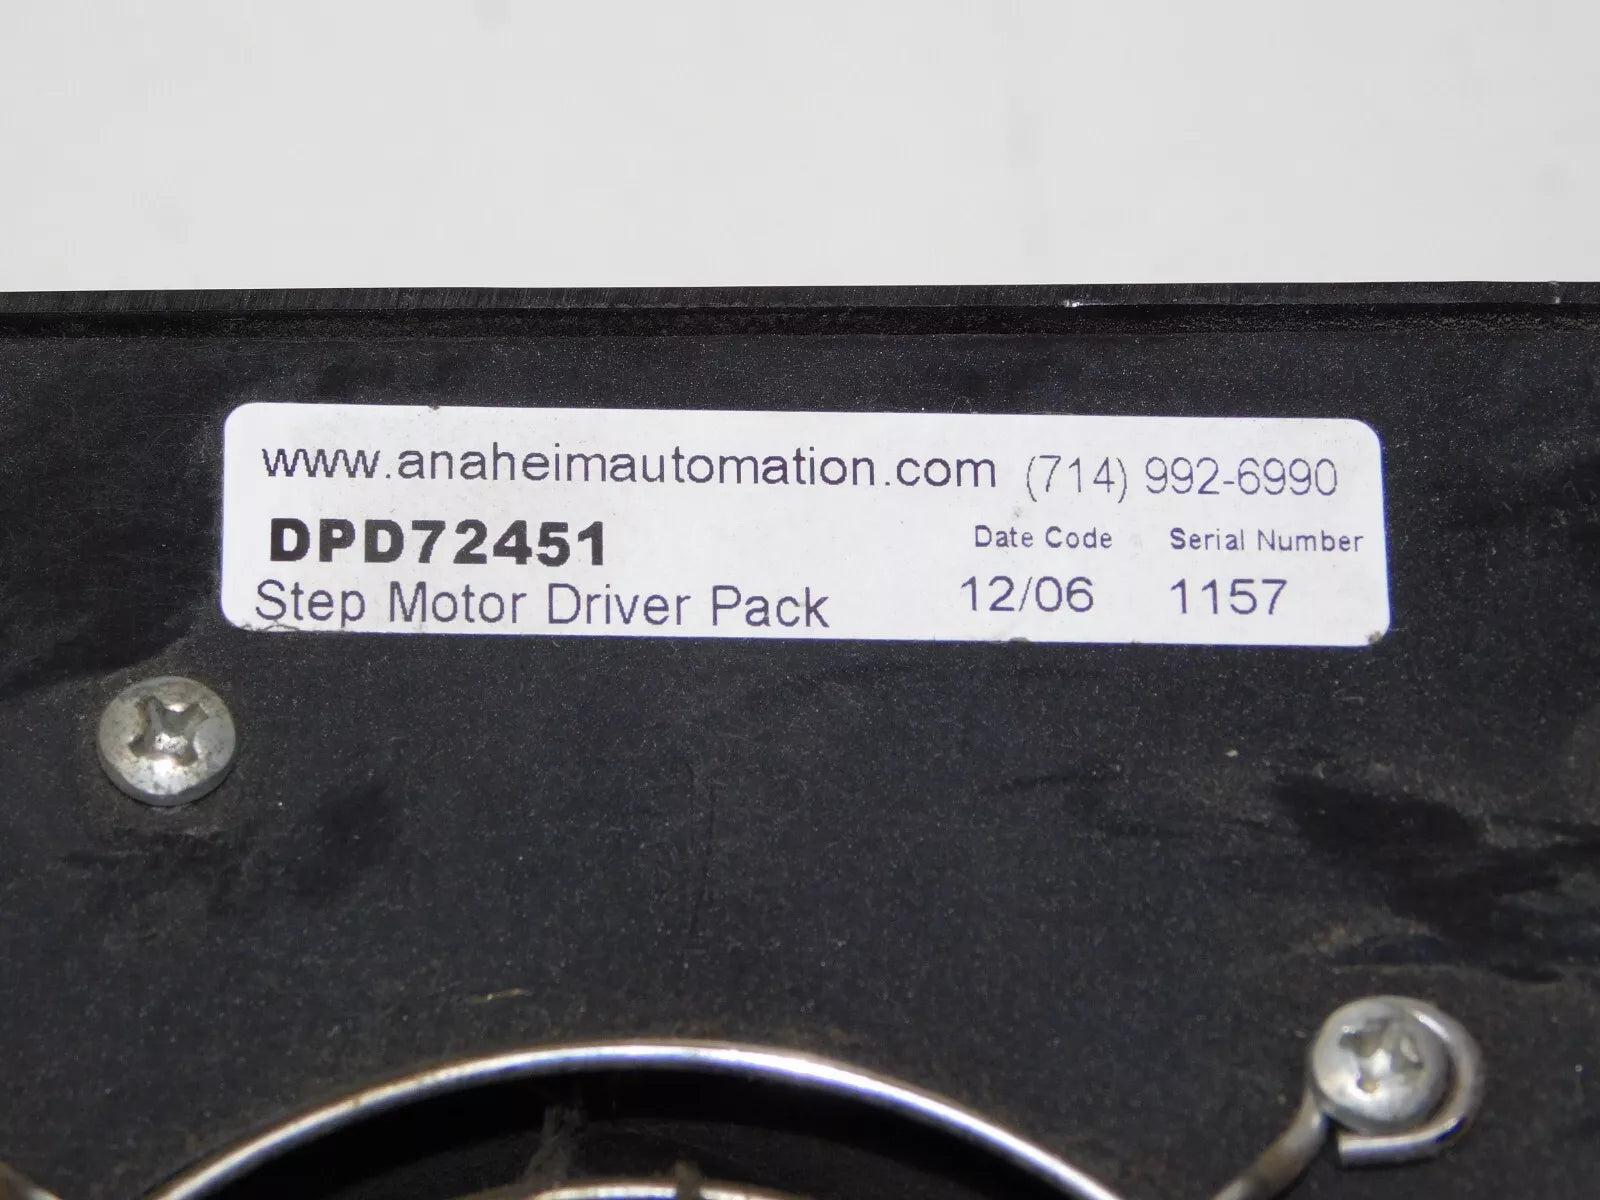 www.anaheimautomation.com (714) 992-6990
DPD72451 Date Code Serial Number
Step Motor Driver Pack 12/06 1157